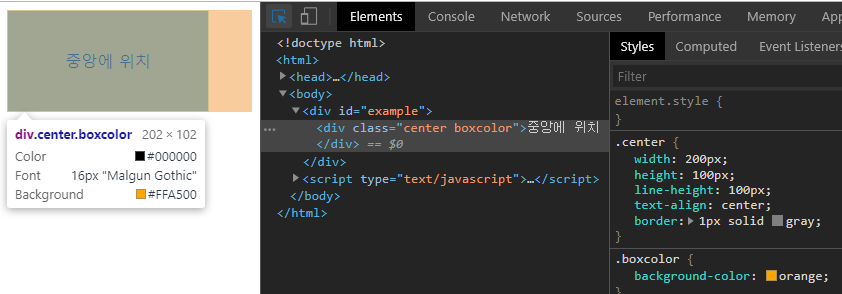 중앙에 위치
div.center.boxcolor 202 × 102
Color #000000
Font 16px "Malgun Gothic"
Background #FFA500
Elements Console Network Sources Performance Memory
<!doctype html>
<html>
<head>…</head>
<body>
<div id="example">
… <div class="center boxcolor">중앙에 위치
</div> == $0
</div>
<script type="text/javascript">…</script>
</body>
</html>
Styles Computed Event Listeners
Filter
element.style {
}
.center {
width: 200px;
height: 100px;
line-height: 100px;
text-align: center;
border: 1px solid gray;
}
.boxcolor {
background-color: orange;